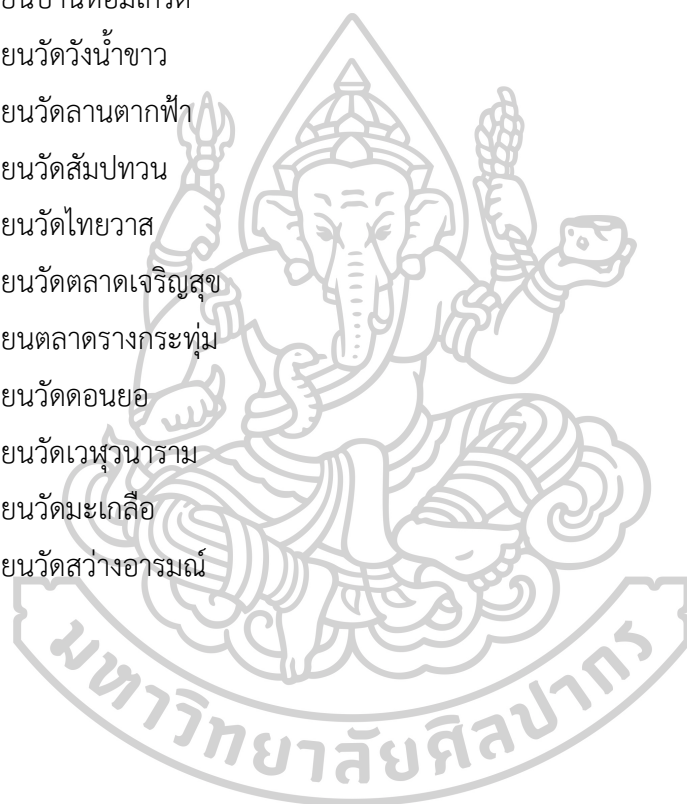 ยนวัดวังน้ำขาว
ยนวัดลานตากฟ้า
ยนวัดสัมปทวน
ยนวัดไทยวาส
ยนวัดตลาดเจริญสุข
ยนตลาดรางกระทุ่ม
ยนวัดดอนยอ
ยนวัดเวฬุวนาราม
ยนวัดมะเกลือ
ยนวัดสว่างอารมณ์
มหาวิทยาลัยศิลปากร